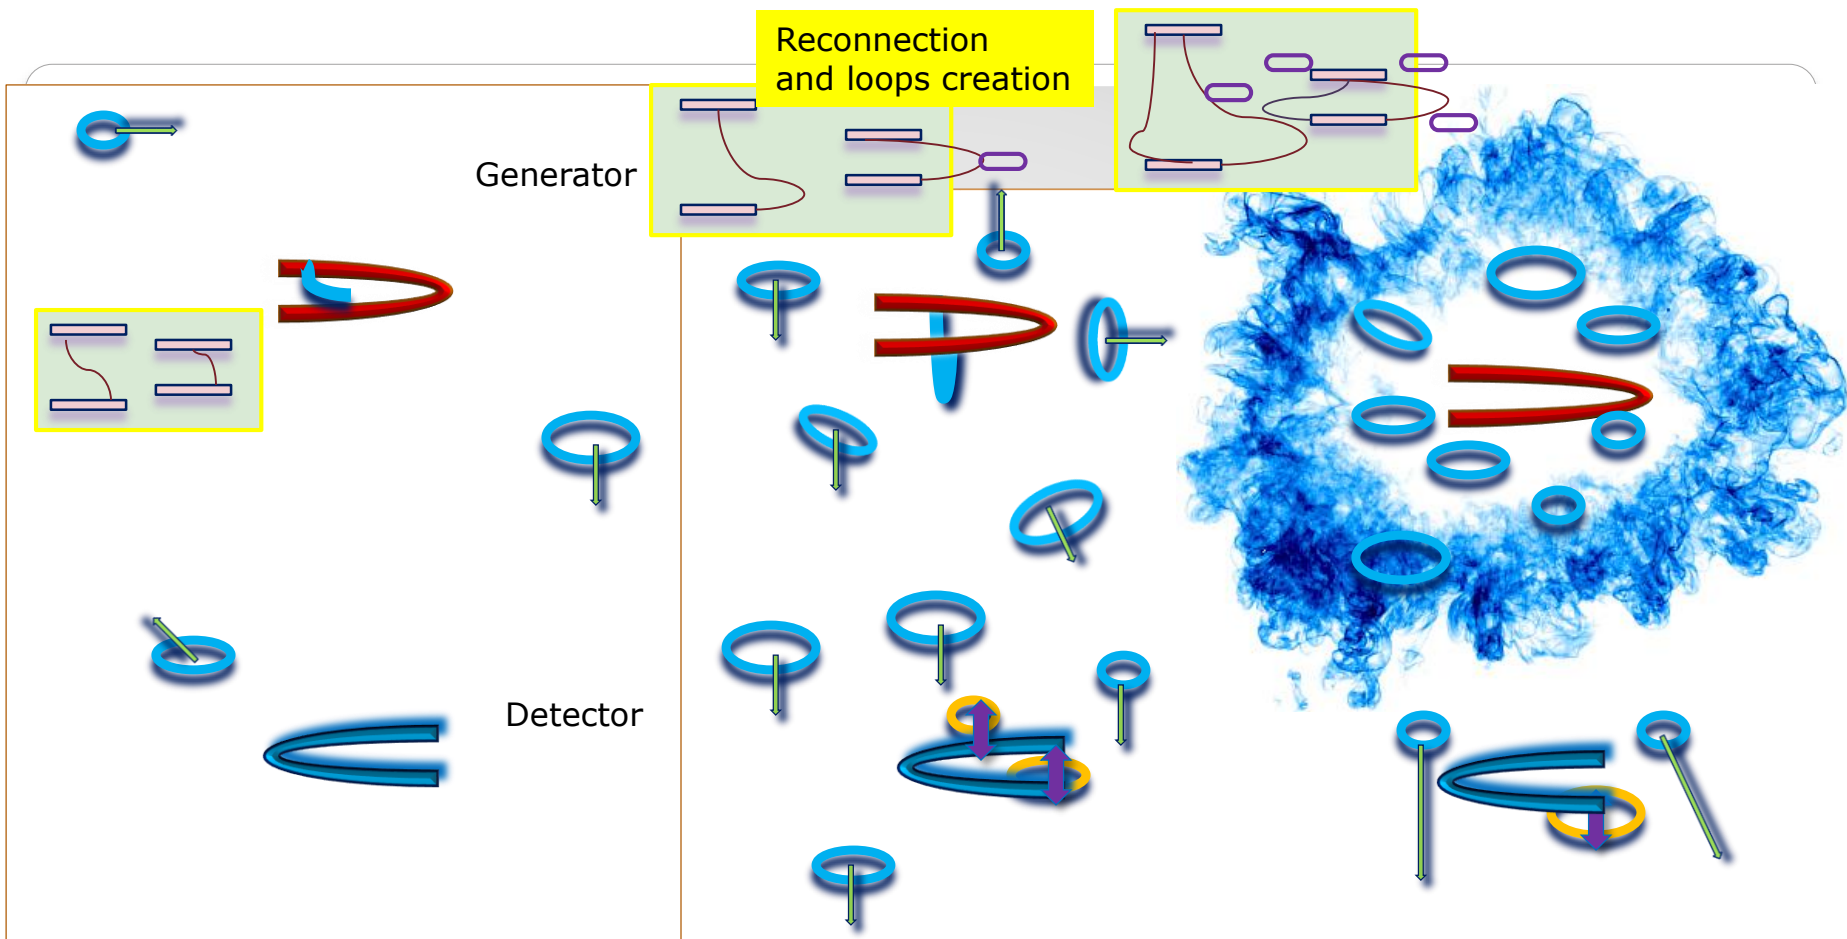 Reconnection
and loops creation
Generator
Detector